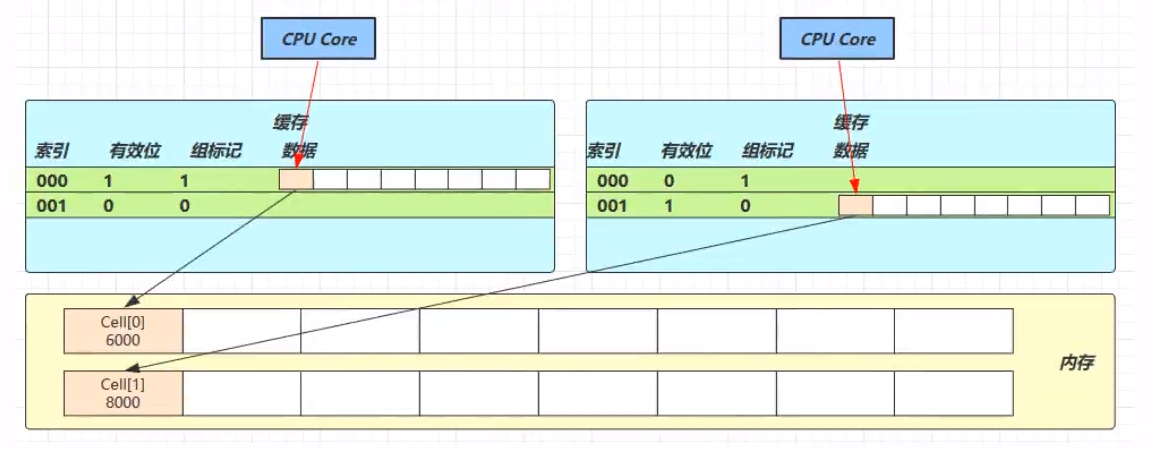 CPU Core
CPU Core
缓存
索引 有效位 组标记 数据
000 1 1
001 0 0
缓存
索引 有效位 组标记 数据
000 0 1
001 1 0
Cell[0]
6000
Cell[1]
8000
内存